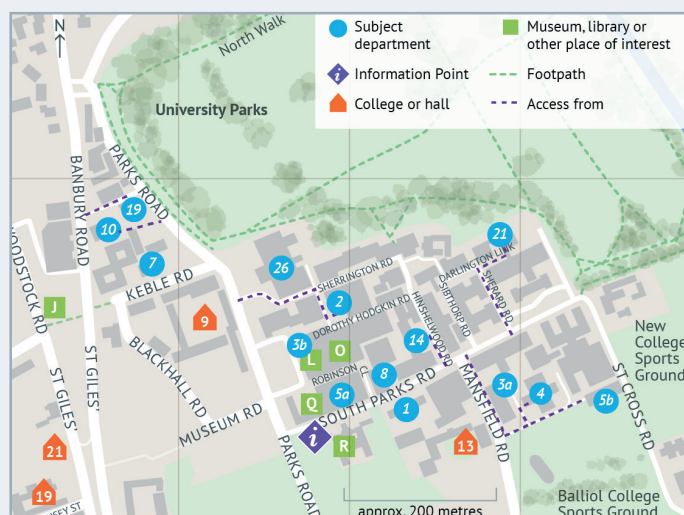 N
North Walk
Subject
department
Information Point
College or hall
Museum, library or
other place of interest
Footpath
Access from
University Parks
PARKS ROAD
BANBURY ROAD
19
10
7
21
26
DARLINGTON LINK
SHERRINGTON RD
2
SHERARD RD
SIBTHORP RD
HINSHELWOOD RD
DOROTHY HODGKIN RD
KEBLE RD
J
9
3b
L
O
14
New
College
Sports
Ground
ST GILES'
BLACKHALL RD
ROBINSON
8
5a
Q
SOUTH PARKS RD
1
MANSFIELD RD
3a
4
5b
ST CROSS RD
MUSEUM RD
i
R
13
PARKS ROAD
ST GILES'
21
19
approx. 200 metres
Balliol College
Sports Ground